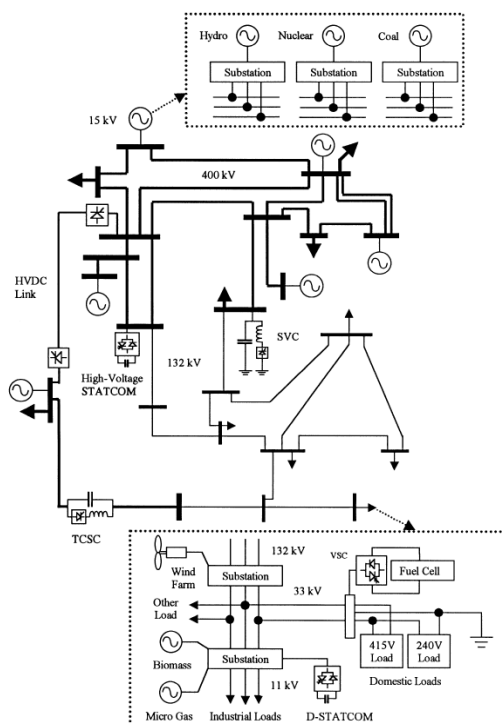 Hydro
Nuclear
Coal
Substation
Substation
Substation
15 kV
400 kV
HVDC
Link
SVC
High-Voltage
STATCOM
132 kV
TCSC
132 kV
Wind
Farm
Substation
33 kV
VSC
Fuel Cell
Other
Load
415V
Load
240V
Load
Biomass
Substation
Domestic Loads
11 kV
Micro Gas
Industrial Loads
D-STATCOM